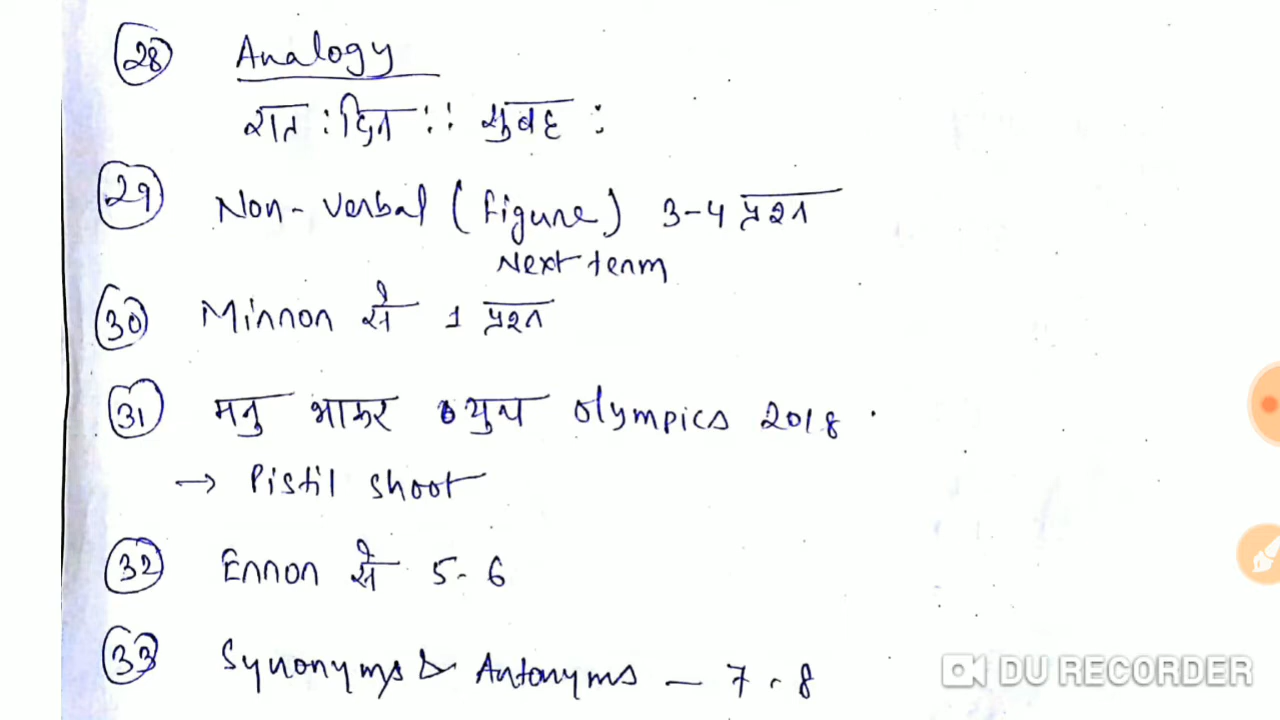 28 Analogy
रात : दिन :: सुबह :
29 Non-Verbal (figure) 3-4 प्रश्न
Next term
30 Mirror से 1 प्रश्न
31 मनु भाकर युथ Olympics 2018.
→ Pistil shoot
32 Error से 5-6
33 Synonyms & Antonyms - 7-8
DU RECORDER